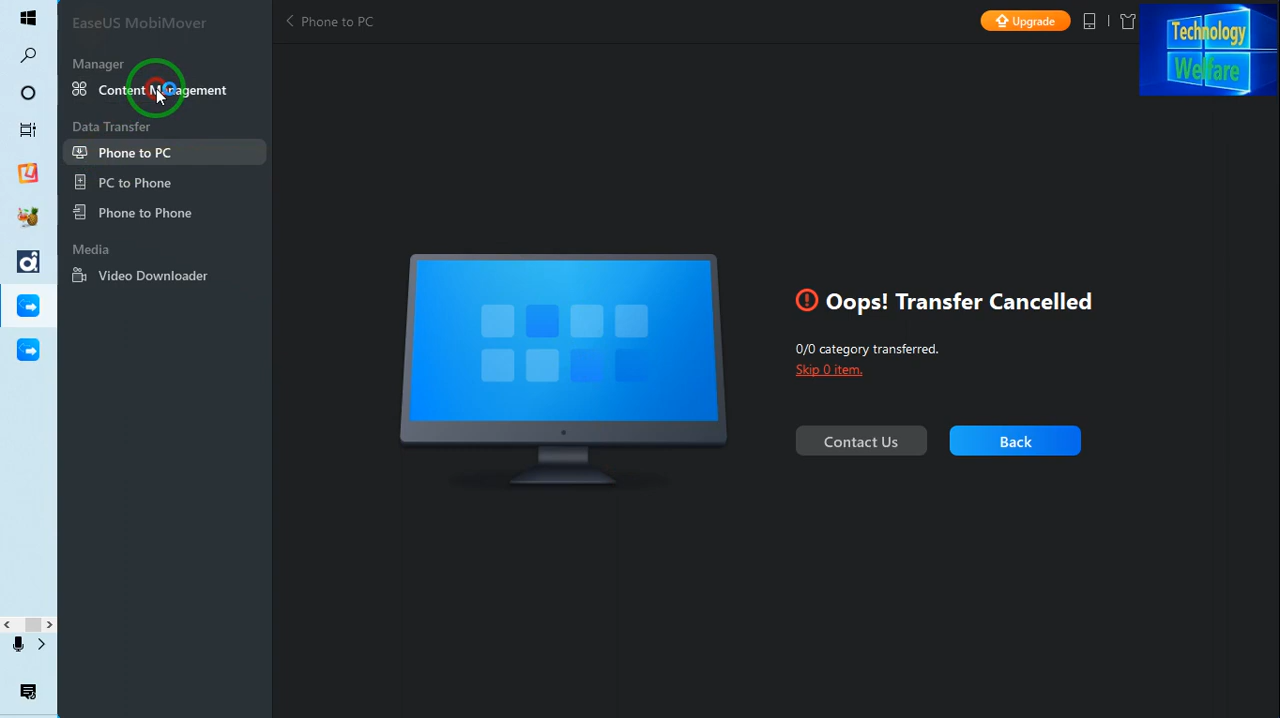 EaseUS MobiMover
Manager
Content Management
Data Transfer
Phone to PC
PC to Phone
Phone to Phone
Media
Video Downloader
Phone to PC
Upgrade
Technology
Welfare
Oops! Transfer Cancelled
0/0 category transferred.
Skip 0 item.
Contact Us
Back